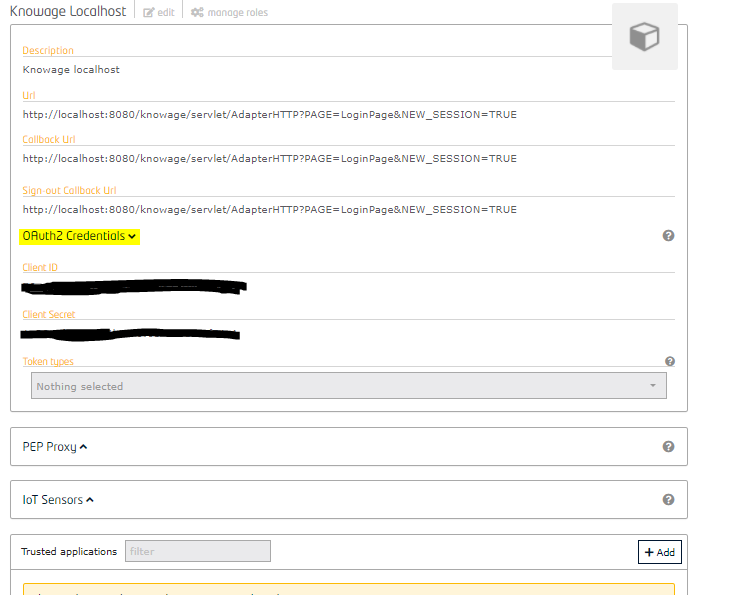 Knowage Localhost edit manage roles
Description
Knowage localhost
Url
http://localhost:8080/knowage/servlet/AdapterHTTP?PAGE=LoginPage&NEW_SESSION=TRUE
Callback Url
http://localhost:8080/knowage/servlet/AdapterHTTP?PAGE=LoginPage&NEW_SESSION=TRUE
Sign-out Callback Url
http://localhost:8080/knowage/servlet/AdapterHTTP?PAGE=LoginPage&NEW_SESSION=TRUE
OAuth2 Credentials
Client ID
Client Secret
Token types
Nothing selected
PEP Proxy
IoT Sensors
Trusted applications filter + Add